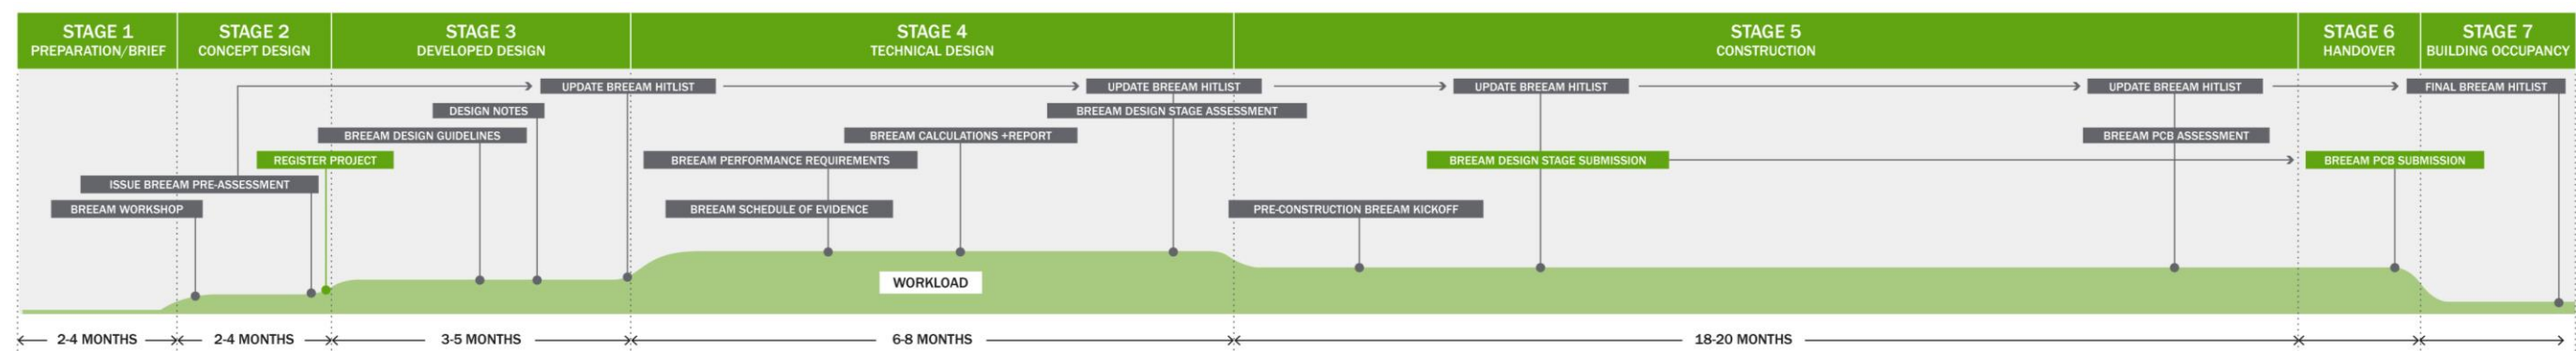 STAGE 1
PREPARATION/BRIEF
STAGE 2
CONCEPT DESIGN
STAGE 3
DEVELOPED DESIGN
STAGE 4
TECHNICAL DESIGN
STAGE 5
CONSTRUCTION
STAGE 6
HANDOVER
STAGE 7
BUILDING OCCUPANCY
UPDATE BREEAM HITLIST
UPDATE BREEAM HITLIST
UPDATE BREEAM HITLIST
UPDATE BREEAM HITLIST
FINAL BREEAM HITLIST
DESIGN NOTES
BREEAM DESIGN STAGE ASSESSMENT
BREEAM DESIGN GUIDELINES
BREEAM CALCULATIONS +REPORT
BREEAM PCB ASSESSMENT
REGISTER PROJECT
BREEAM PERFORMANCE REQUIREMENTS
BREEAM DESIGN STAGE SUBMISSION
BREEAM PCB SUBMISSION
ISSUE BREEAM PRE-ASSESSMENT
BREEAM WORKSHOP
BREEAM SCHEDULE OF EVIDENCE
PRE-CONSTRUCTION BREEAM KICKOFF
WORKLOAD
2-4 MONTHS
2-4 MONTHS
3-5 MONTHS
6-8 MONTHS
18-20 MONTHS